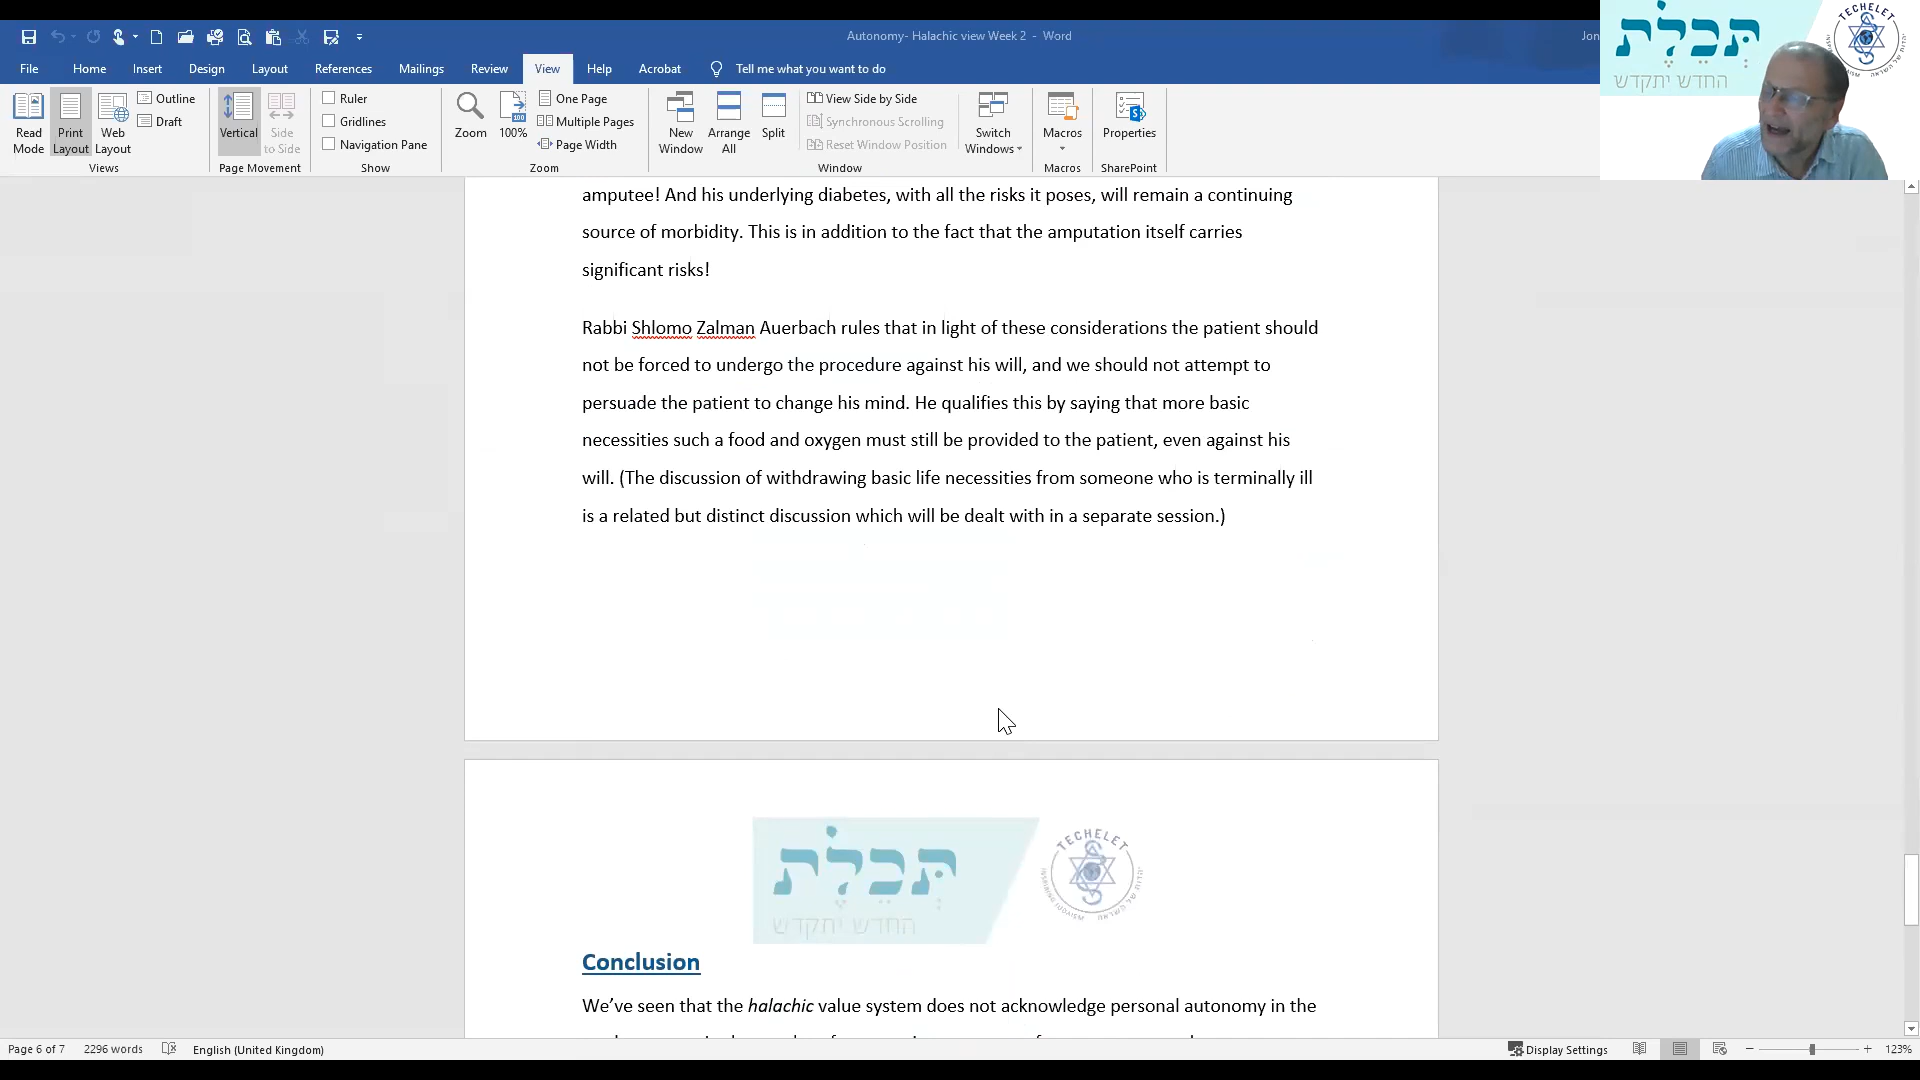 Autonomy- Halachic view Week 2 - Word
Jon
File Home Insert Design Layout References Mailings Review View Help Acrobat Tell me what you want to do
Read Mode
Print Layout
Web Layout
Outline
Draft
Views
Vertical
Side to Side
Page Movement
Ruler
Gridlines
Navigation Pane
Show
Zoom
100%
One Page
Multiple Pages
Page Width
Zoom
New Window
Arrange All
Split
View Side by Side
Synchronous Scrolling
Reset Window Position
Window
Switch Windows
Macros
Macros
Properties
SharePoint
תְּכֵלֶת
החדש יתקדש
TECHELET
amputee! And his underlying diabetes, with all the risks it poses, will remain a continuing
source of morbidity. This is in addition to the fact that the amputation itself carries
significant risks!
Rabbi Shlomo Zalman Auerbach rules that in light of these considerations the patient should
not be forced to undergo the procedure against his will, and we should not attempt to
persuade the patient to change his mind. He qualifies this by saying that more basic
necessities such a food and oxygen must still be provided to the patient, even against his
will. (The discussion of withdrawing basic life necessities from someone who is terminally ill
is a related but distinct discussion which will be dealt with in a separate session.)
תְּכֵלֶת
החדש יתקדש
TECHELET
INSPIRING JUDAISM
יהדות של השראה
Conclusion
We've seen that the halachic value system does not acknowledge personal autonomy in the
Page 6 of 7 2296 words English (United Kingdom) Display Settings 123%